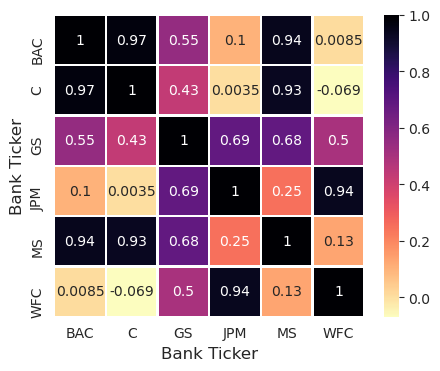 BAC 1 0.97 0.55 0.1 0.94 0.0085
C 0.97 1 0.43 0.0035 0.93 -0.069
GS 0.55 0.43 1 0.69 0.68 0.5
JPM 0.1 0.0035 0.69 1 0.25 0.94
MS 0.94 0.93 0.68 0.25 1 0.13
WFC 0.0085 -0.069 0.5 0.94 0.13 1
BAC C GS JPM MS WFC
Bank Ticker
Bank Ticker
1.0
0.8
0.6
0.4
0.2
0.0